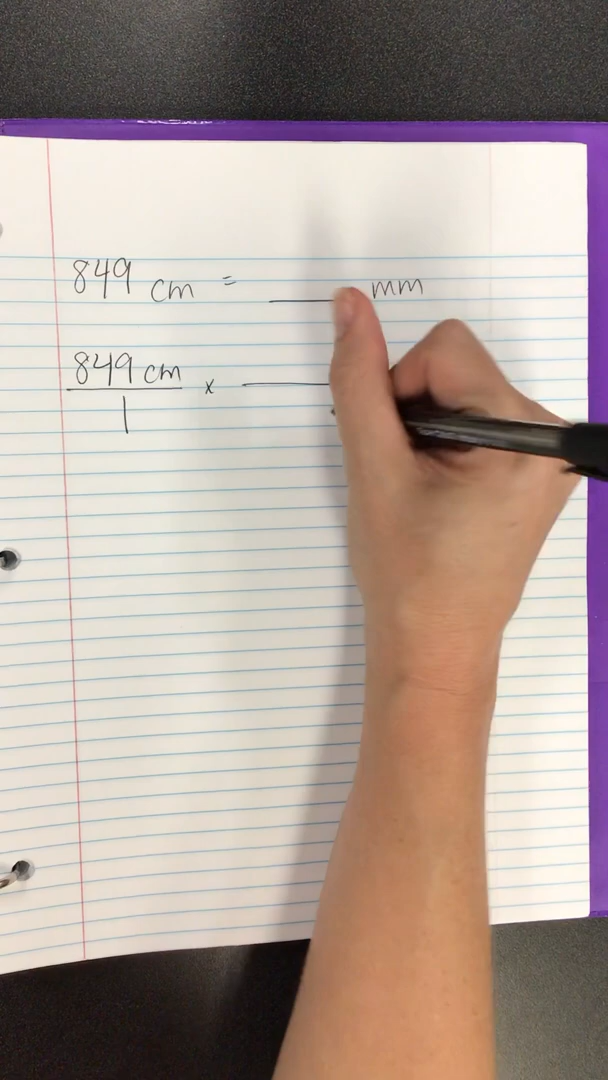 849 cm = ____ mm
849 cm × ____
1